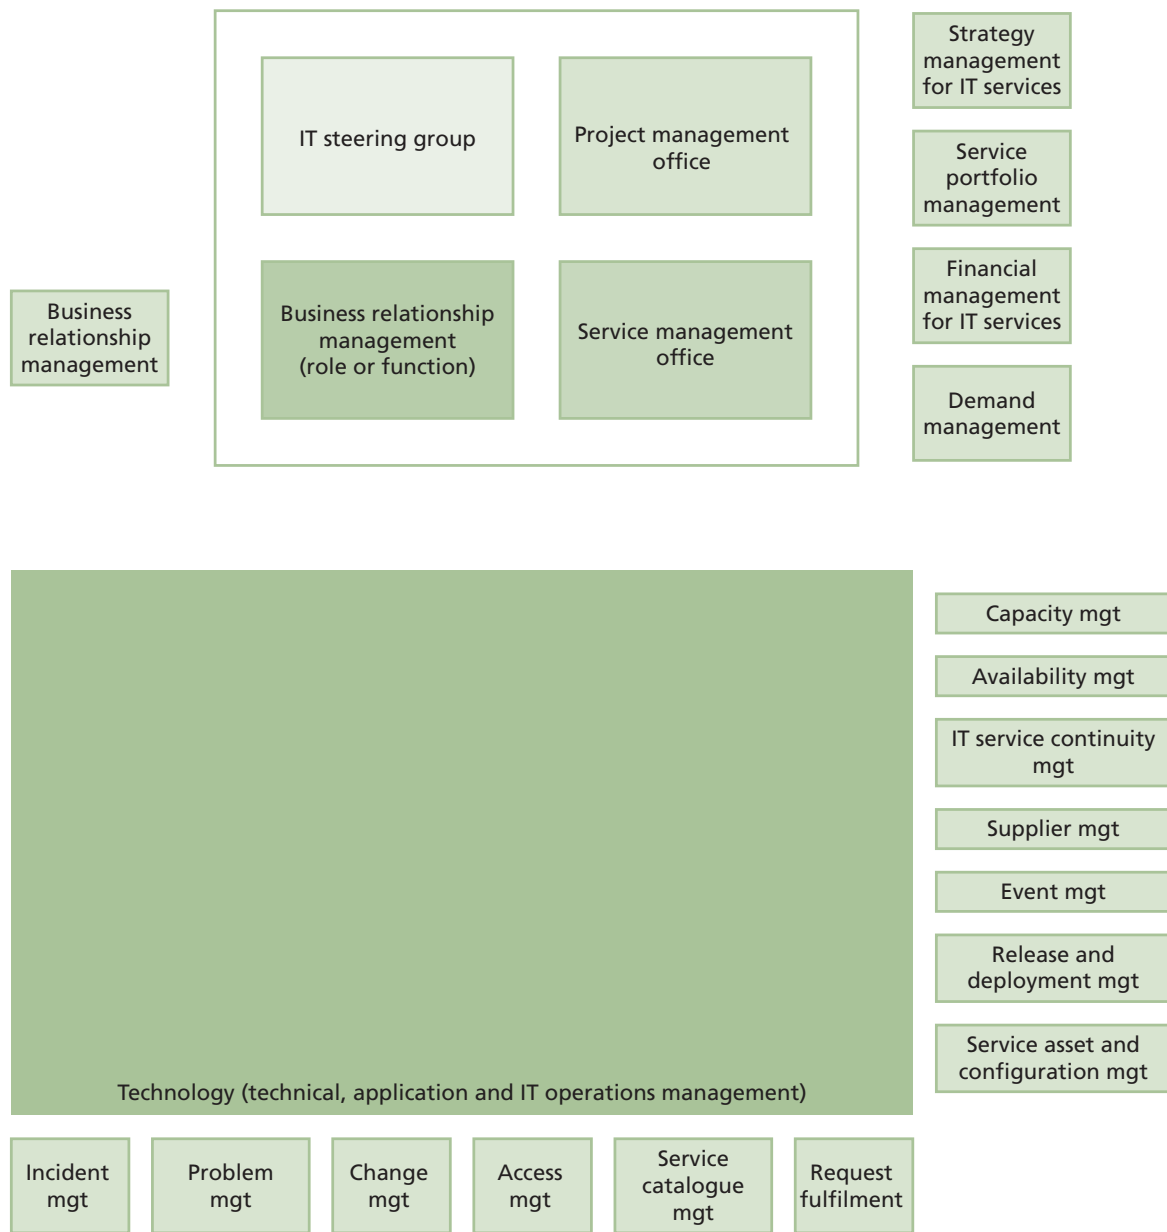 IT steering group
Project management
office
Business relationship
management
(role or function)
Service management
office
Business
relationship
management
Strategy
management
for IT services
Service
portfolio
management
Financial
management
for IT services
Demand
management
Technology (technical, application and IT operations management)
Capacity mgt
Availability mgt
IT service continuity
mgt
Supplier mgt
Event mgt
Release and
deployment mgt
Service asset and
configuration mgt
Incident
mgt
Problem
mgt
Change
mgt
Access
mgt
Service
catalogue
mgt
Request
fulfilment